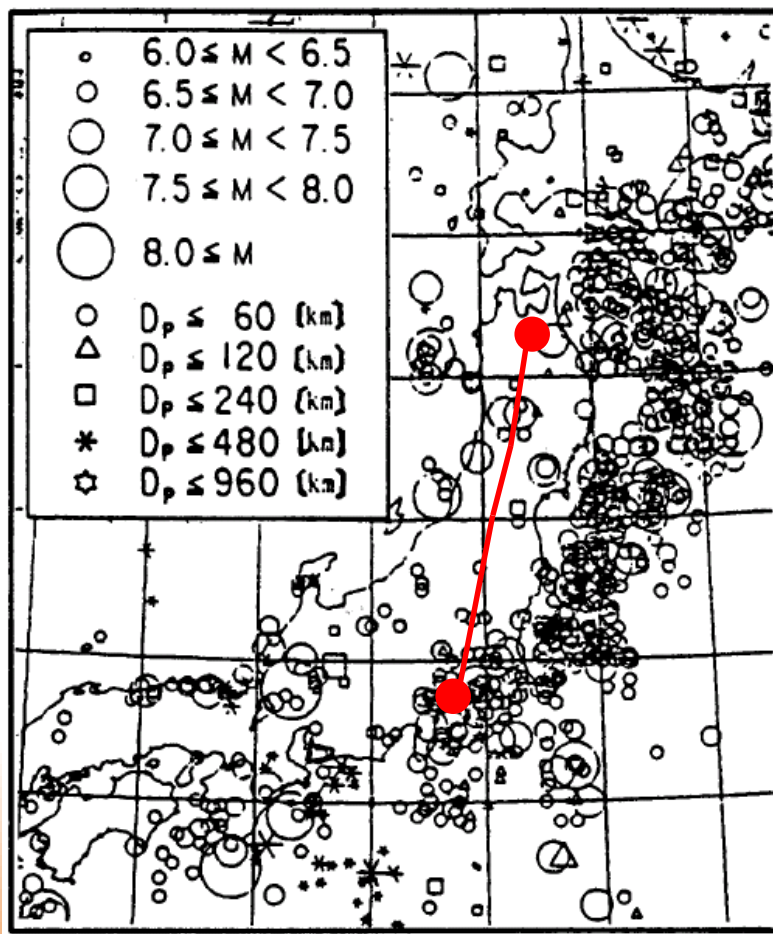 6.0 ≤ M < 6.5
6.5 ≤ M < 7.0
7.0 ≤ M < 7.5
7.5 ≤ M < 8.0
8.0 ≤ M
Dp ≤ 60 [km]
Dp ≤ 120 [km]
Dp ≤ 240 [km]
Dp ≤ 480 [km]
Dp ≤ 960 [km]